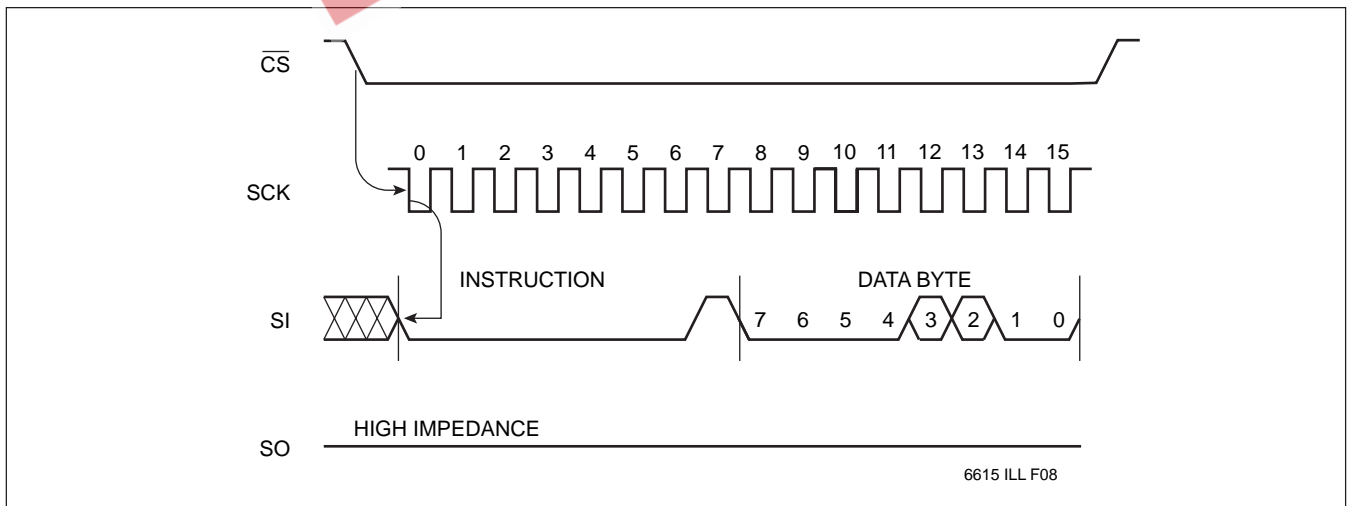 CS
0 1 2 3 4 5 6 7 8 9 10 11 12 13 14 15
SCK
INSTRUCTION DATA BYTE
SI 7 6 5 4 3 2 1 0
HIGH IMPEDANCE
SO
6615 ILL F08